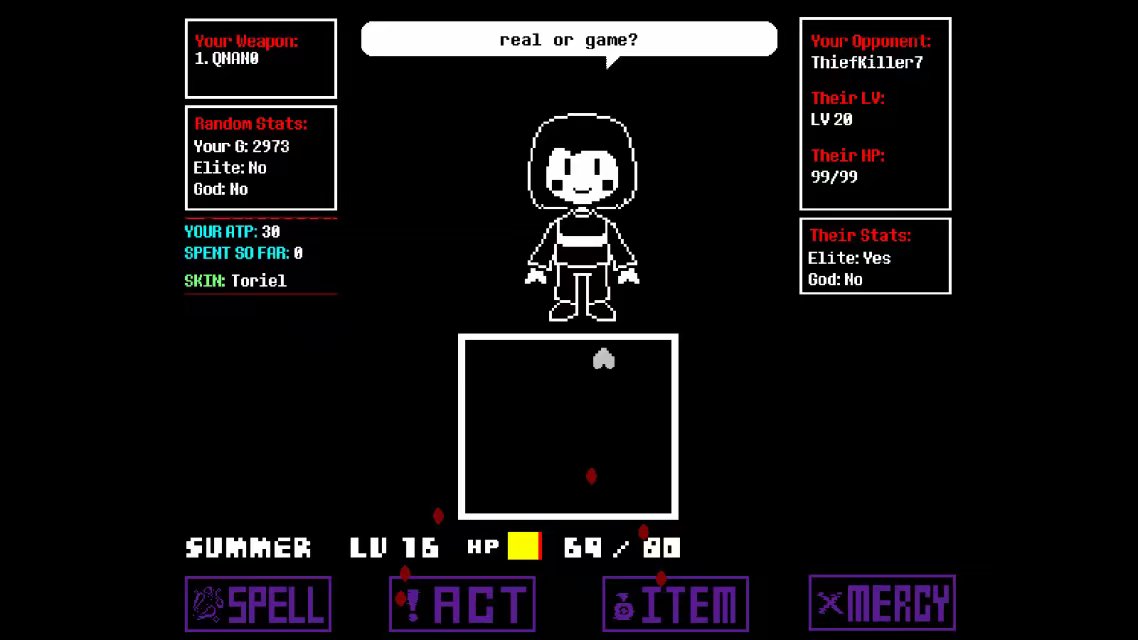 Your Weapon:
1. QNAN0
Random Stats:
Your G: 2973
Elite: No
God: No
YOUR ATP: 30
SPENT SO FAR: 0
SKIN: Toriel
real or game?
Your Opponent:
ThiefKiller7
Their LV:
LV 20
Their HP:
99/99
Their Stats:
Elite: Yes
God: No
SUMMER LV 16 HP 69 / 80
SPELL ACT ITEM MERCY